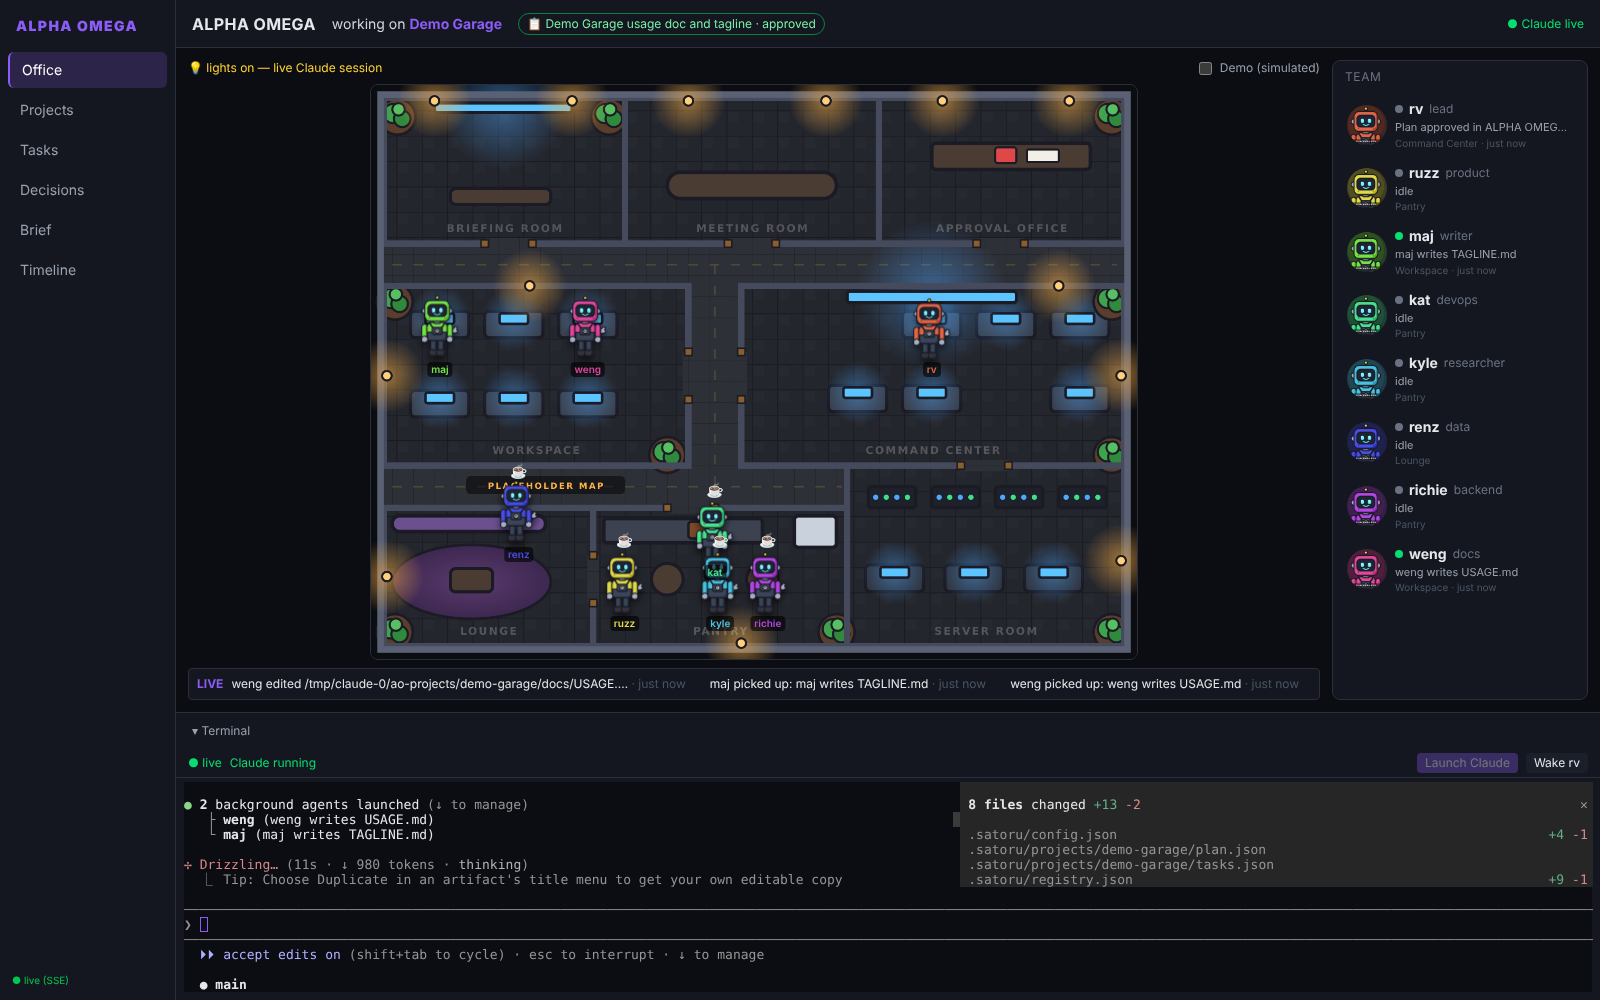 ALPHA OMEGA
Office
Projects
Tasks
Decisions
Brief
Timeline
live (SSE)
ALPHA OMEGA working on Demo Garage 📋 Demo Garage usage doc and tagline · approved
Claude live
💡 lights on — live Claude session
Demo (simulated)
BRIEFING ROOM
MEETING ROOM
APPROVAL OFFICE
maj
weng
rv
WORKSPACE
COMMAND CENTER
PLACEHOLDER MAP
renz
kat
ruzz
kyle
richie
LOUNGE
PANTRY
SERVER ROOM
TEAM
rv lead
Plan approved in ALPHA OMEG...
Command Center · just now
ruzz product
idle
Pantry
maj writer
maj writes TAGLINE.md
Workspace · just now
kat devops
idle
Pantry
kyle researcher
idle
Pantry
renz data
idle
Lounge
richie backend
idle
Pantry
weng docs
weng writes USAGE.md
Workspace · just now
LIVE weng edited /tmp/claude-0/ao-projects/demo-garage/docs/USAGE.... · just now maj picked up: maj writes TAGLINE.md · just now weng picked up: weng writes USAGE.md · just now
▾ Terminal
live Claude running
Launch Claude
Wake rv
● 2 background agents launched (↓ to manage)
├ weng (weng writes USAGE.md)
└ maj (maj writes TAGLINE.md)
✢ Drizzling… (11s · ↓ 980 tokens · thinking)
⎿ Tip: Choose Duplicate in an artifact's title menu to get your own editable copy
8 files changed +13 -2 ×
.satoru/config.json +4 -1
.satoru/projects/demo-garage/plan.json
.satoru/projects/demo-garage/tasks.json
.satoru/registry.json +9 -1
❯
⏵⏵ accept edits on (shift+tab to cycle) · esc to interrupt · ↓ to manage
● main